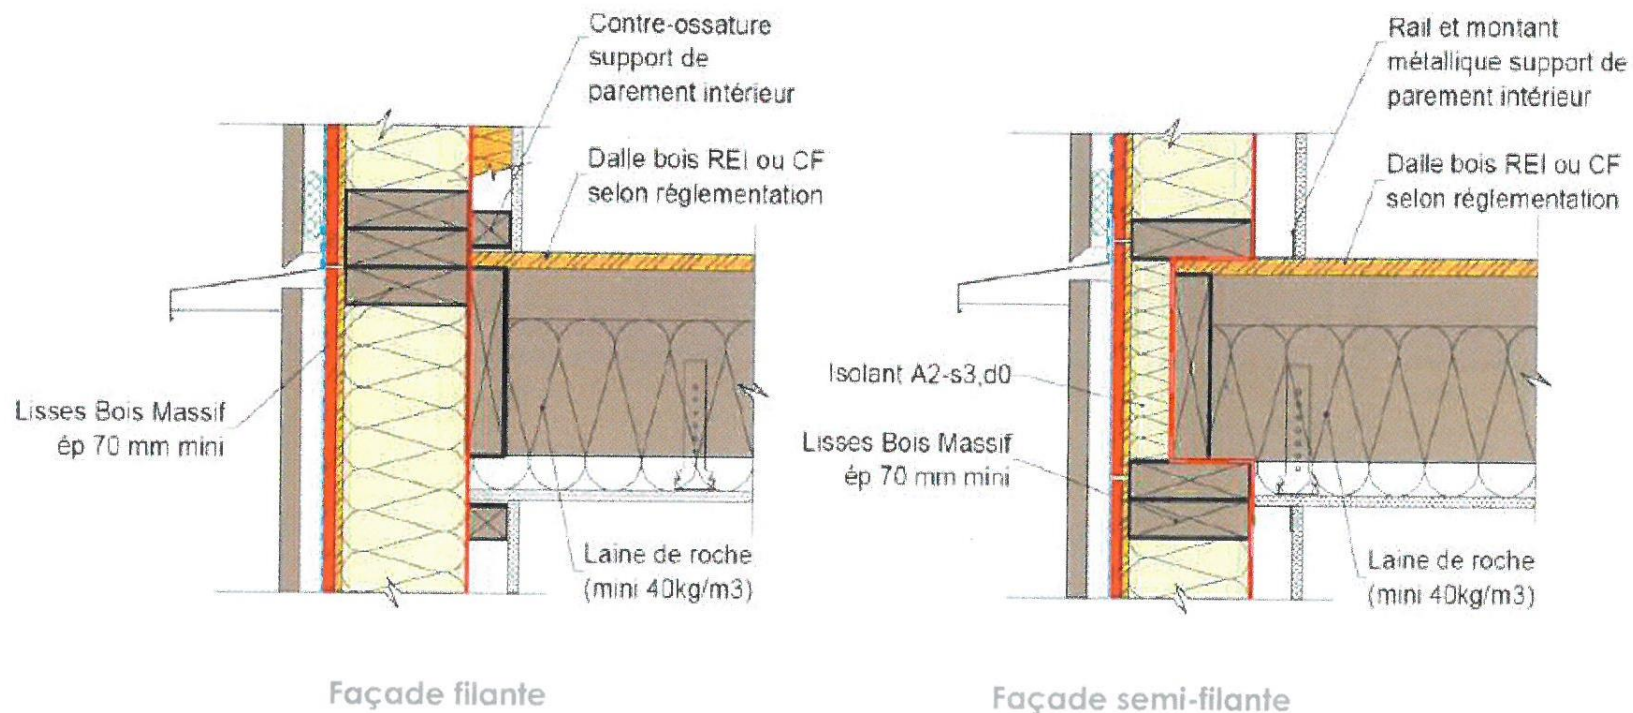 Contre-ossature
support de
parement intérieur
Dalle bois REI ou CF
selon réglementation
Lisses Bois Massif
ép 70 mm mini
Laine de roche
(mini 40kg/m3)
Façade filante
Rail et montant
métallique support de
parement intérieur
Dalle bois REI ou CF
selon réglementation
Isolant A2-s3,d0
Lisses Bois Massif
ép 70 mm mini
Laine de roche
(mini 40kg/m3)
Façade semi-filante